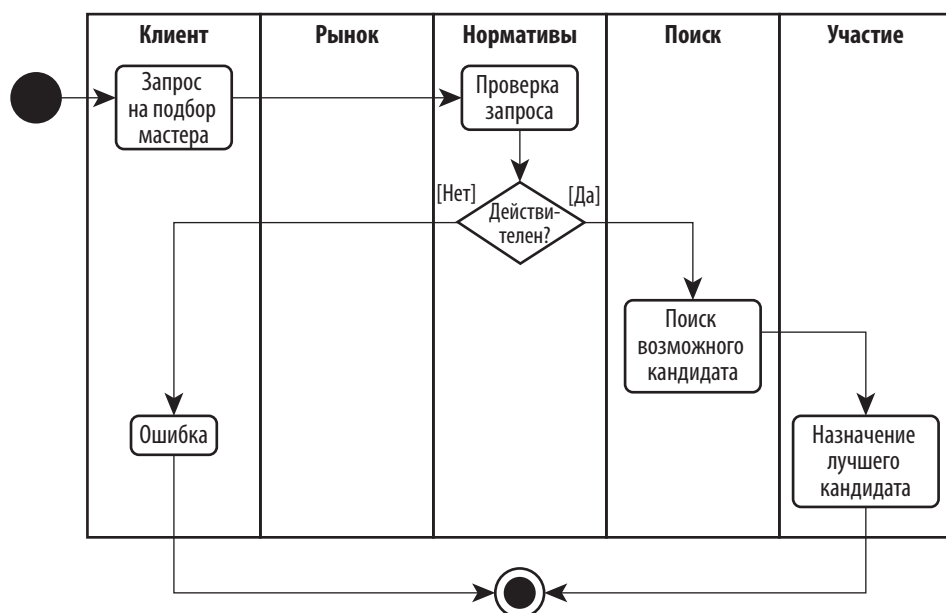 Клиент
Рынок
Нормативы
Поиск
Участие
Запрос
на подбор
мастера
Проверка
запроса
[Нет]
[Да]
Действи-
телен?
Поиск
возможного
кандидата
Ошибка
Назначение
лучшего
кандидата